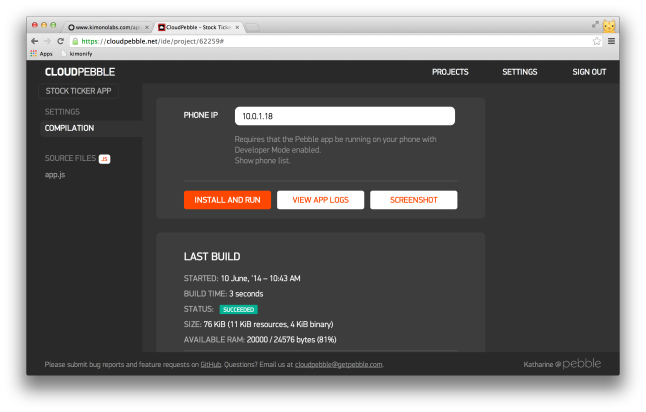 www.kimonolabs.com/api
CloudPebble – Stock Ticke
https://cloudpebble.net/ide/project/62259#
Apps
kimonify
CLOUDPEBBLE
PROJECTS
SETTINGS
SIGN OUT
STOCK TICKER APP
SETTINGS
COMPILATION
SOURCE FILES JS
app.js
PHONE IP 10.0.1.18
Requires that the Pebble app be running on your phone with
Developer Mode enabled.
Show phone list.
INSTALL AND RUN
VIEW APP LOGS
SCREENSHOT
LAST BUILD
STARTED: 10 June, '14 – 10:43 AM
BUILD TIME: 3 seconds
STATUS: SUCCEEDED
SIZE: 76 KiB (11 KiB resources, 4 KiB binary)
AVAILABLE RAM: 20000 / 24576 bytes (81%)
Please submit bug reports and feature requests on GitHub. Questions? Email us at cloudpebble@getpebble.com.
Katharine @ pebble